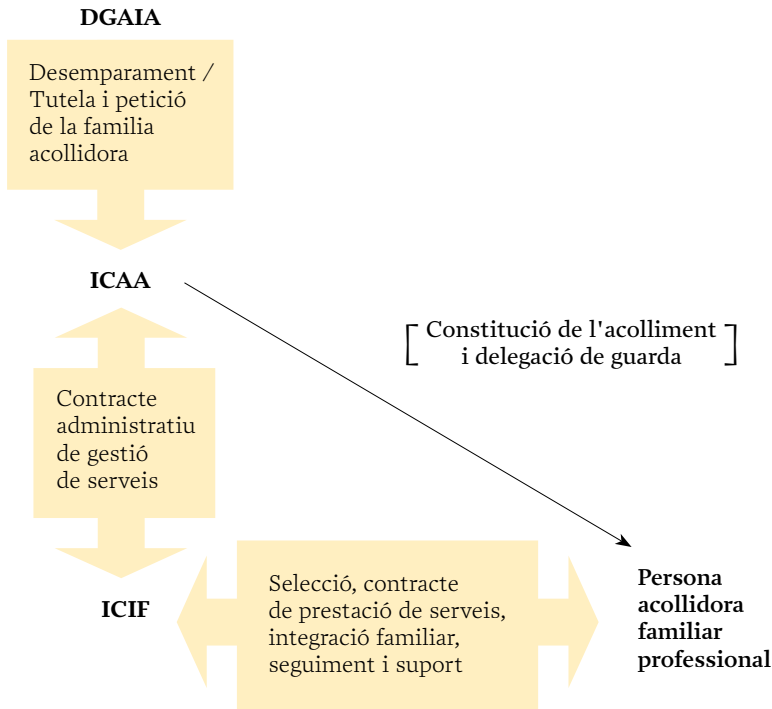 DGAIA
Desemparament /
Tutela i petició
de la familia
acollidora
ICAA
[ Constitució de l'acolliment
i delegació de guarda ]
Contracte
administratiu
de gestió
de serveis
ICIF
Selecció, contracte
de prestació de serveis,
integració familiar,
seguiment i suport
Persona
acollidora
familiar
professional